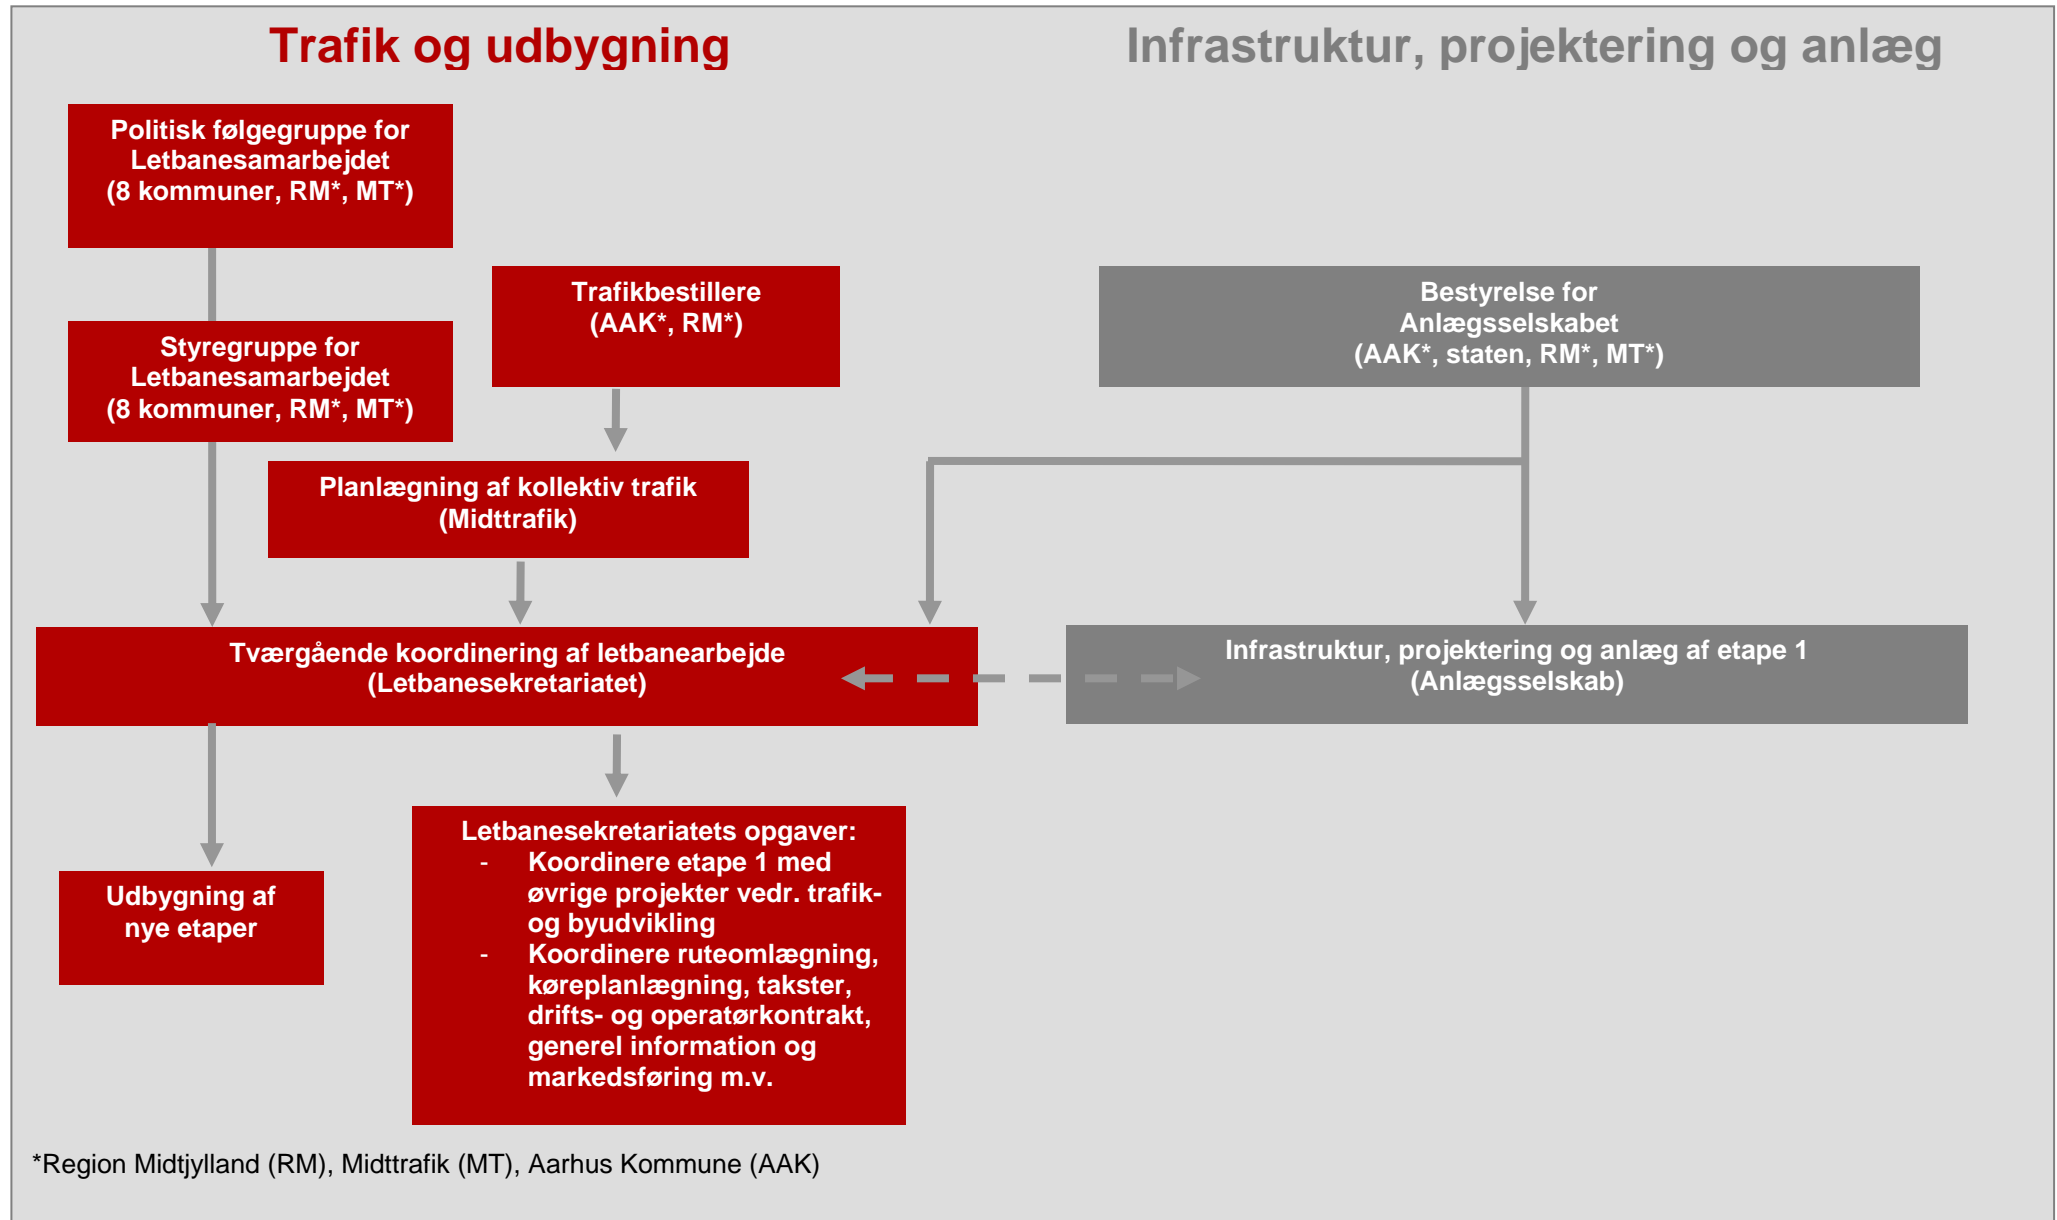 Trafik og udbygning
Infrastruktur, projektering og anlæg
Politisk følgegruppe for
Letbanesamarbejdet
(8 kommuner, RM*, MT*)
Styregruppe for
Letbanesamarbejdet
(8 kommuner, RM*, MT*)
Trafikbestillere
(AAK*, RM*)
Planlægning af kollektiv trafik
(Midttrafik)
Bestyrelse for
Anlægsselskabet
(AAK*, staten, RM*, MT*)
Tværgående koordinering af letbanearbejde
(Letbanesekretariatet)
Infrastruktur, projektering og anlæg af etape 1
(Anlægsselskab)
Udbygning af
nye etaper
Letbanesekretariatets opgaver:
- Koordinere etape 1 med
øvrige projekter vedr. trafik-
og byudvikling
- Koordinere ruteomlægning,
køreplanlægning, takster,
drifts- og operatørkontrakt,
generel information og
markedsføring m.v.
*Region Midtjylland (RM), Midttrafik (MT), Aarhus Kommune (AAK)